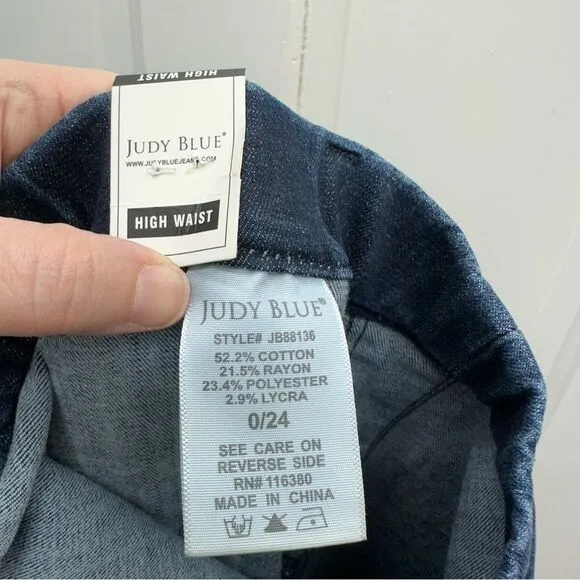 HIGH WAIST
JUDY BLUE®
WWW.JUDYBLUEJEANS.COM
HIGH WAIST
JUDY BLUE®
STYLE# JB88136
52.2% COTTON
21.5% RAYON
23.4% POLYESTER
2.9% LYCRA
0/24
SEE CARE ON
REVERSE SIDE
RN# 116380
MADE IN CHINA